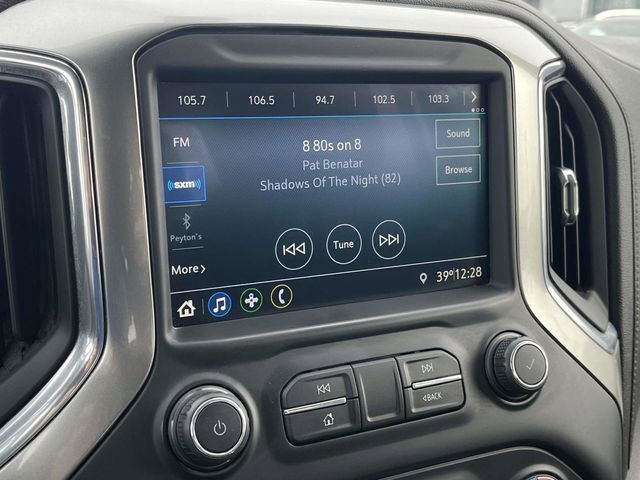 105.7 106.5 94.7 102.5 103.3
FM
8 80s on 8
Sound
Pat Benatar
sxm
Shadows Of The Night (82)
Browse
Peyton's
Tune
More
39° 12:28
BACK